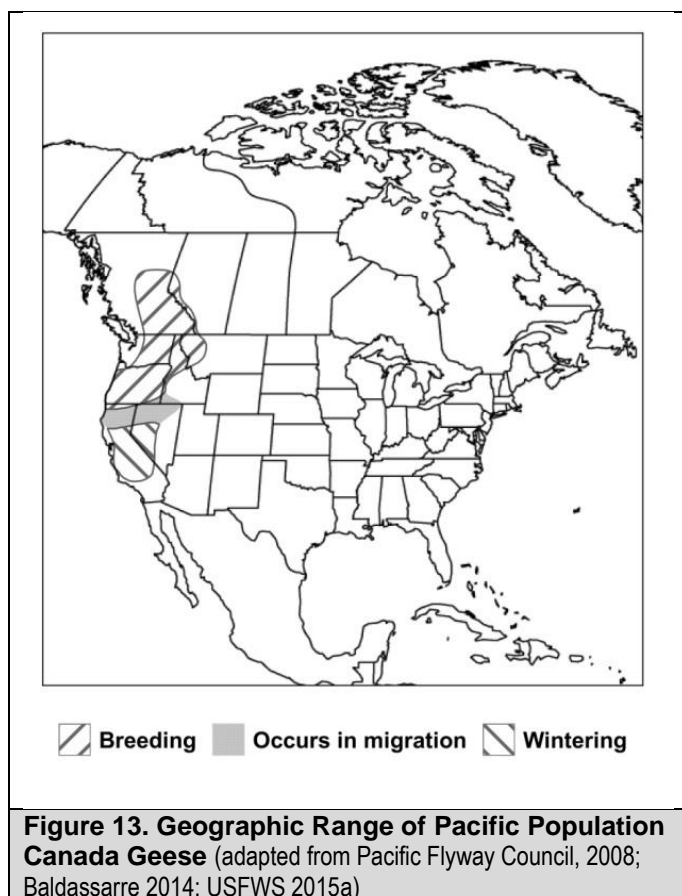 Breeding Occurs in migration Wintering
Figure 13. Geographic Range of Pacific Population
Canada Geese (adapted from Pacific Flyway Council, 2008;
Baldassarre 2014; USFWS 2015a)